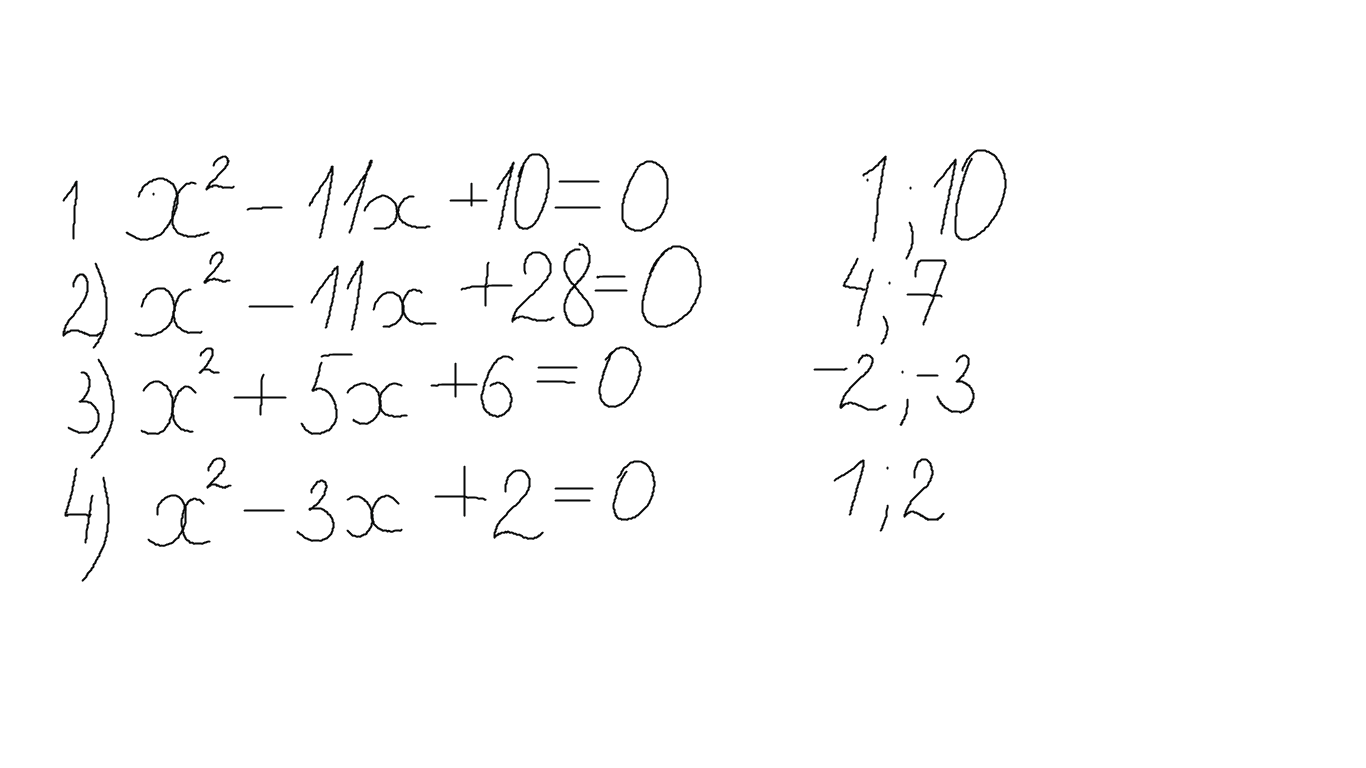 1 x² - 11x + 10 = 0 1 ; 10
2) x² - 11x + 28 = 0 4 ; 7
3) x² + 5x + 6 = 0 -2 ; -3
4) x² - 3x + 2 = 0 1 ; 2